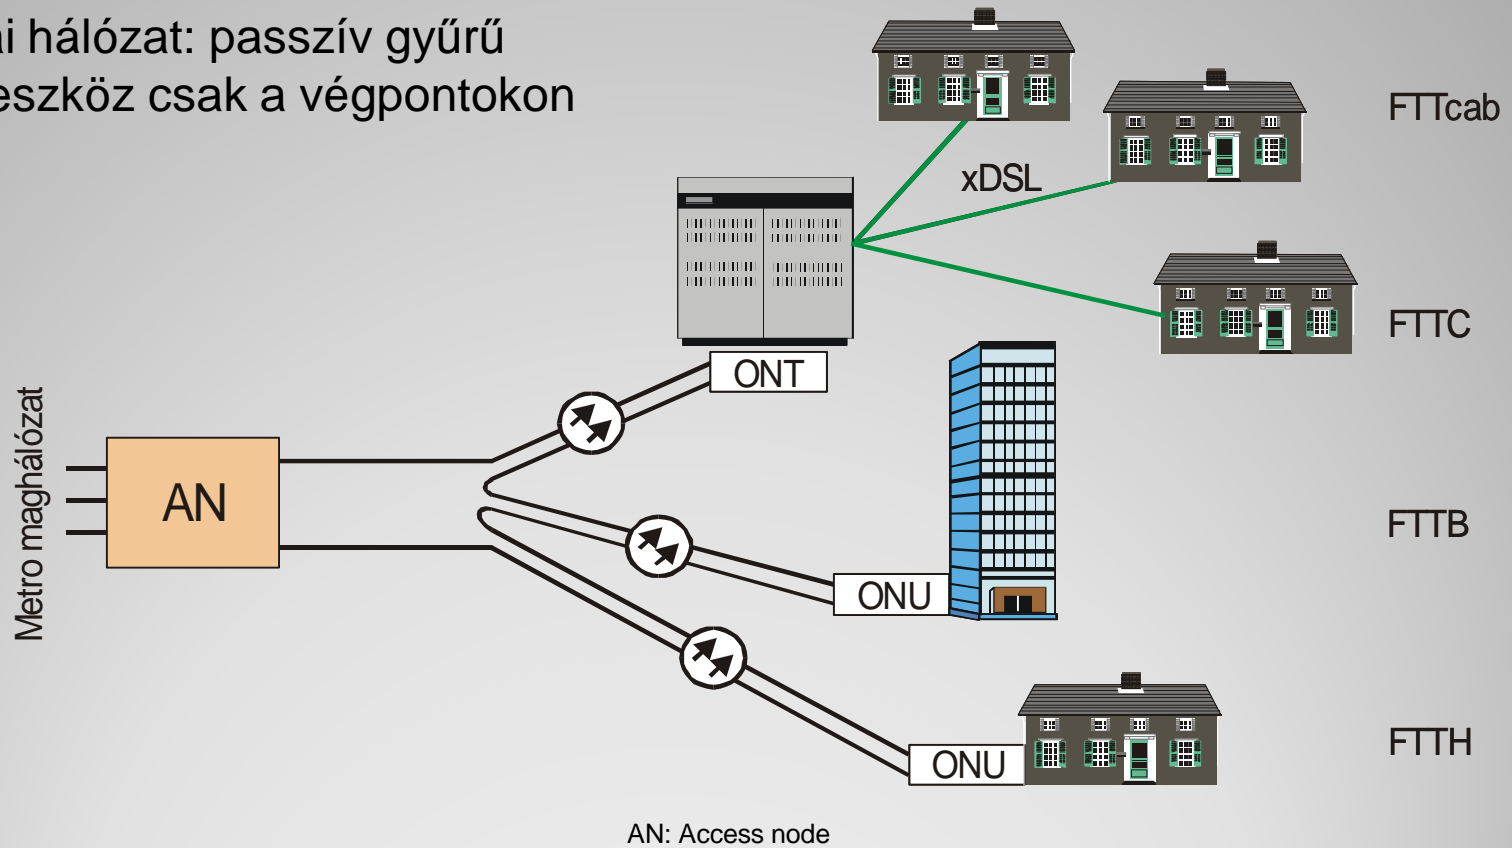 ai hálózat: passzív gyűrű
eszköz csak a végpontokon
FTTcab
xDSL
FTTC
ONT
Metro maghálózat
AN
FTTB
ONU
FTTH
ONU
AN: Access node